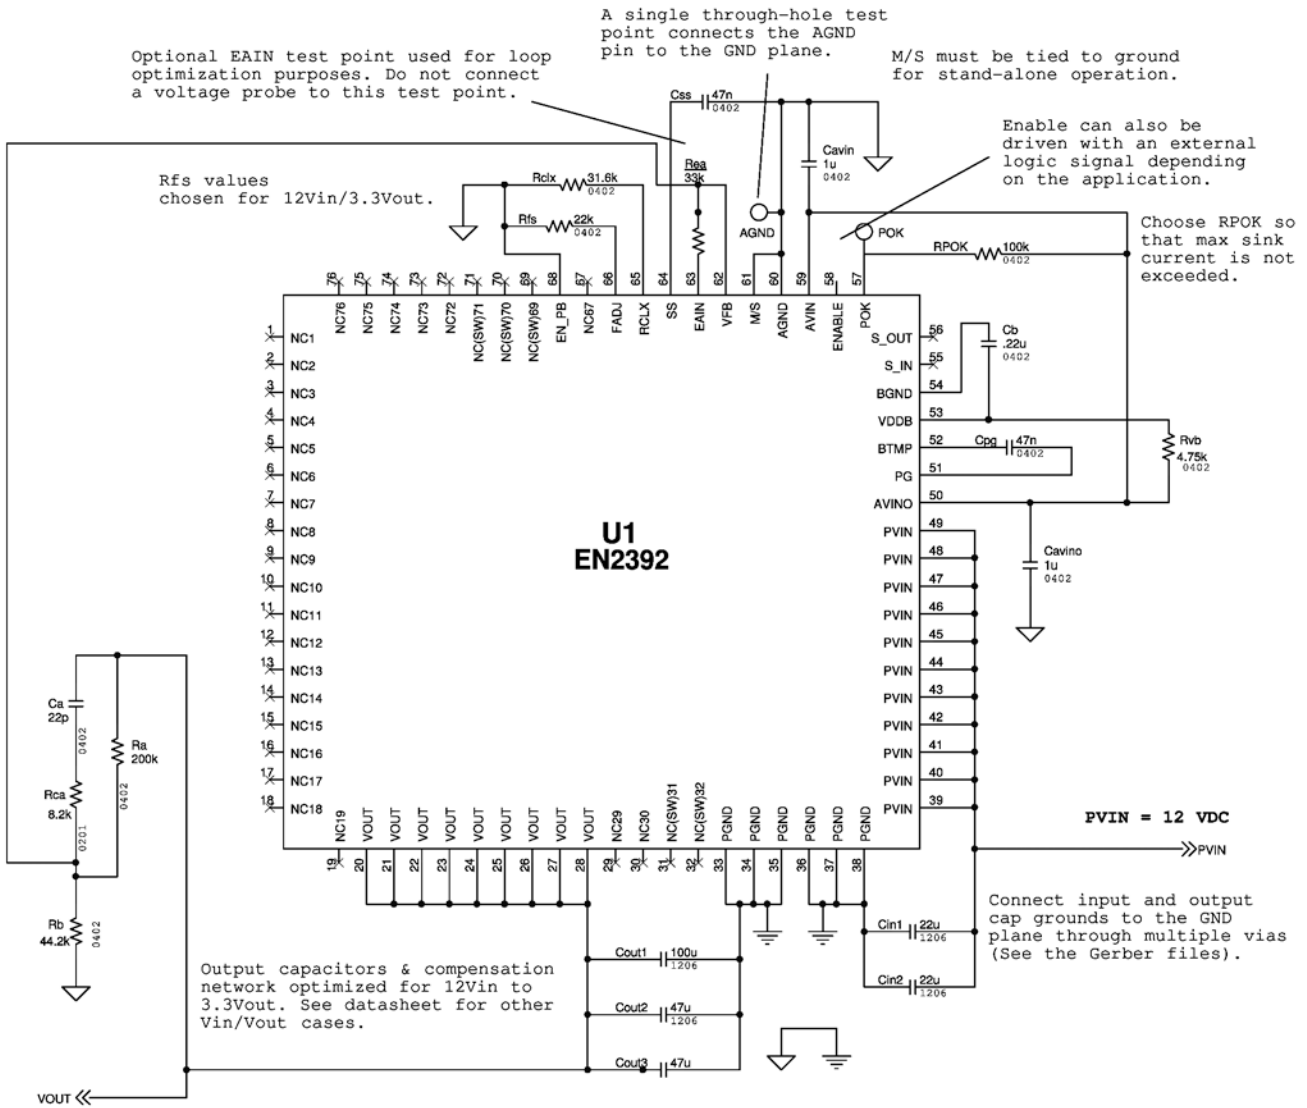 A single through-hole test
point connects the AGND
pin to the GND plane.
Optional EAIN test point used for loop
optimization purposes. Do not connect
a voltage probe to this test point.
M/S must be tied to ground
for stand-alone operation.
Enable can also be
driven with an external
logic signal depending
on the application.
Css 47n
0402
Cavin
1u
0402
Rfs values
chosen for 12Vin/3.3Vout.
Rclx 31.6k
0402
Rea
33k
Rfs 22k
0402
AGND
POK
RPOK 100k
0402
Choose RPOK so
that max sink
current is not
exceeded.
76 75 74 73 72 71 70 69 68 67 66 65 64 63 62 61 60 59 58 57
NC76 NC75 NC74 NC73 NC72 NC(SW)71 NC(SW)70 NC(SW)69 EN_PB NC67 FADJ RCLX SS EAIN VFB M/S AGND AVIN ENABLE POK
1 NC1
2 NC2
3 NC3
4 NC4
5 NC5
6 NC6
7 NC7
8 NC8
9 NC9
10 NC10
11 NC11
12 NC12
13 NC13
14 NC14
15 NC15
16 NC16
17 NC17
18 NC18
U1
EN2392
S_OUT 56
S_IN 55
BGND 54
VDDB 53
BTMP 52
PG 51
AVINO 50
PVIN 49
PVIN 48
PVIN 47
PVIN 46
PVIN 45
PVIN 44
PVIN 43
PVIN 42
PVIN 41
PVIN 40
PVIN 39
Cb
.22u
0402
Cpg 47n
0402
Rvb
4.75k
0402
Cavino
1u
0402
NC19 VOUT VOUT VOUT VOUT VOUT VOUT VOUT VOUT VOUT NC29 NC30 NC(SW)31 NC(SW)32 PGND PGND PGND PGND PGND PGND
19 20 21 22 23 24 25 26 27 28 29 30 31 32 33 34 35 36 37 38
Ca
22p
0402
Ra
200k
0402
Rca
8.2k
0201
Rb
44.2k
0402
PVIN = 12 VDC
PVIN
Connect input and output
cap grounds to the GND
plane through multiple vias
(See the Gerber files).
Cin1 22u
1206
Cin2 22u
1206
Output capacitors & compensation
network optimized for 12Vin to
3.3Vout. See datasheet for other
Vin/Vout cases.
Cout1 100u
1206
Cout2 47u
1206
Cout3 47u
VOUT